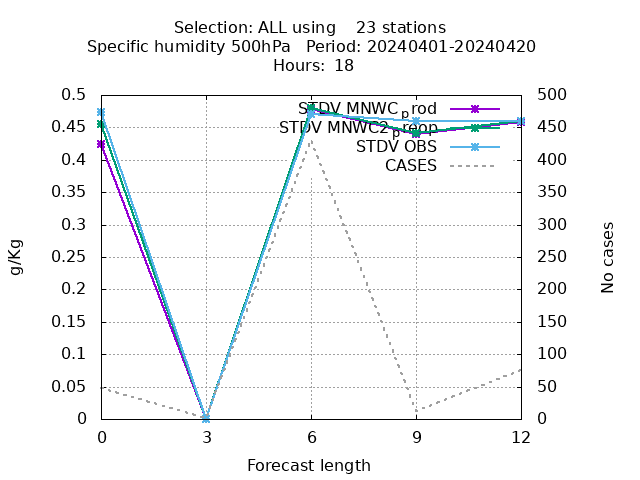 Selection: ALL using    23 stations
Specific humidity 500hPa   Period: 20240401-20240420
Hours:  18
0.5
0.45
0.4
0.35
0.3
0.25
0.2
0.15
0.1
0.05
0
500
450
400
350
300
250
200
150
100
50
0
STDV MNWC_prod
STDV MNWC2_preop
STDV OBS
CASES
g/Kg
No cases
0 3 6 9 12
Forecast length